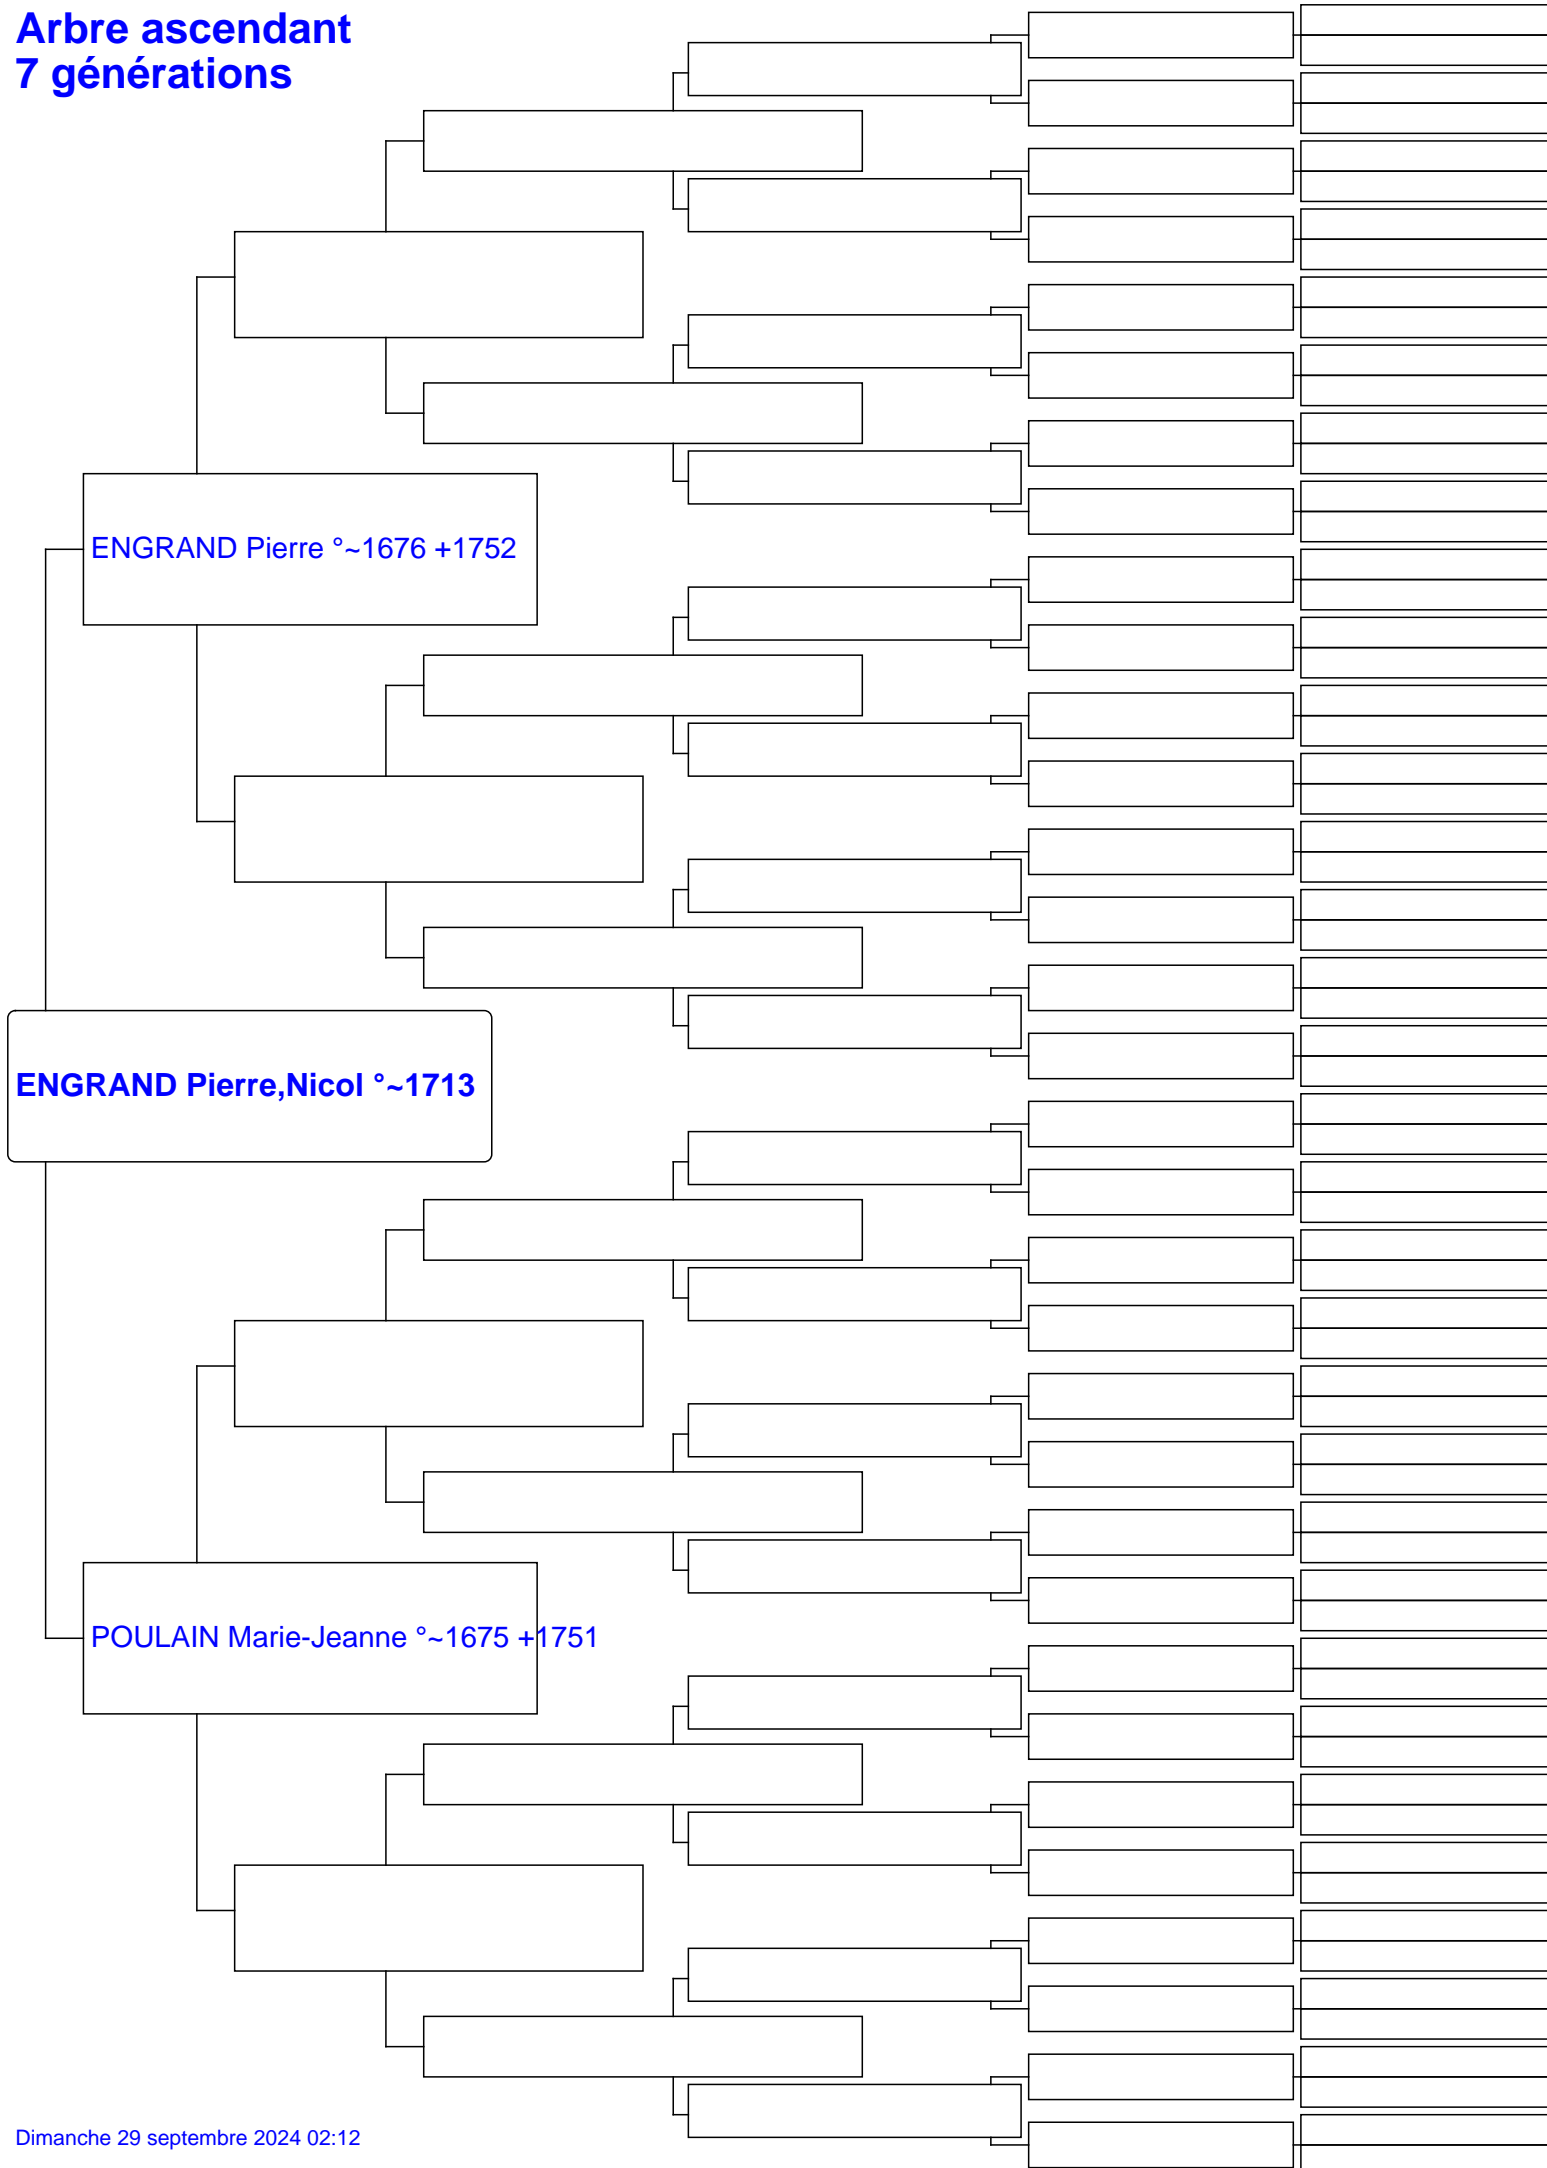 Arbre ascendant
7 générations
ENGRAND Pierre °~1676 +1752
ENGRAND Pierre,Nicol °~1713
POULAIN Marie-Jeanne °~1675 +1751
Dimanche 29 septembre 2024 02:12